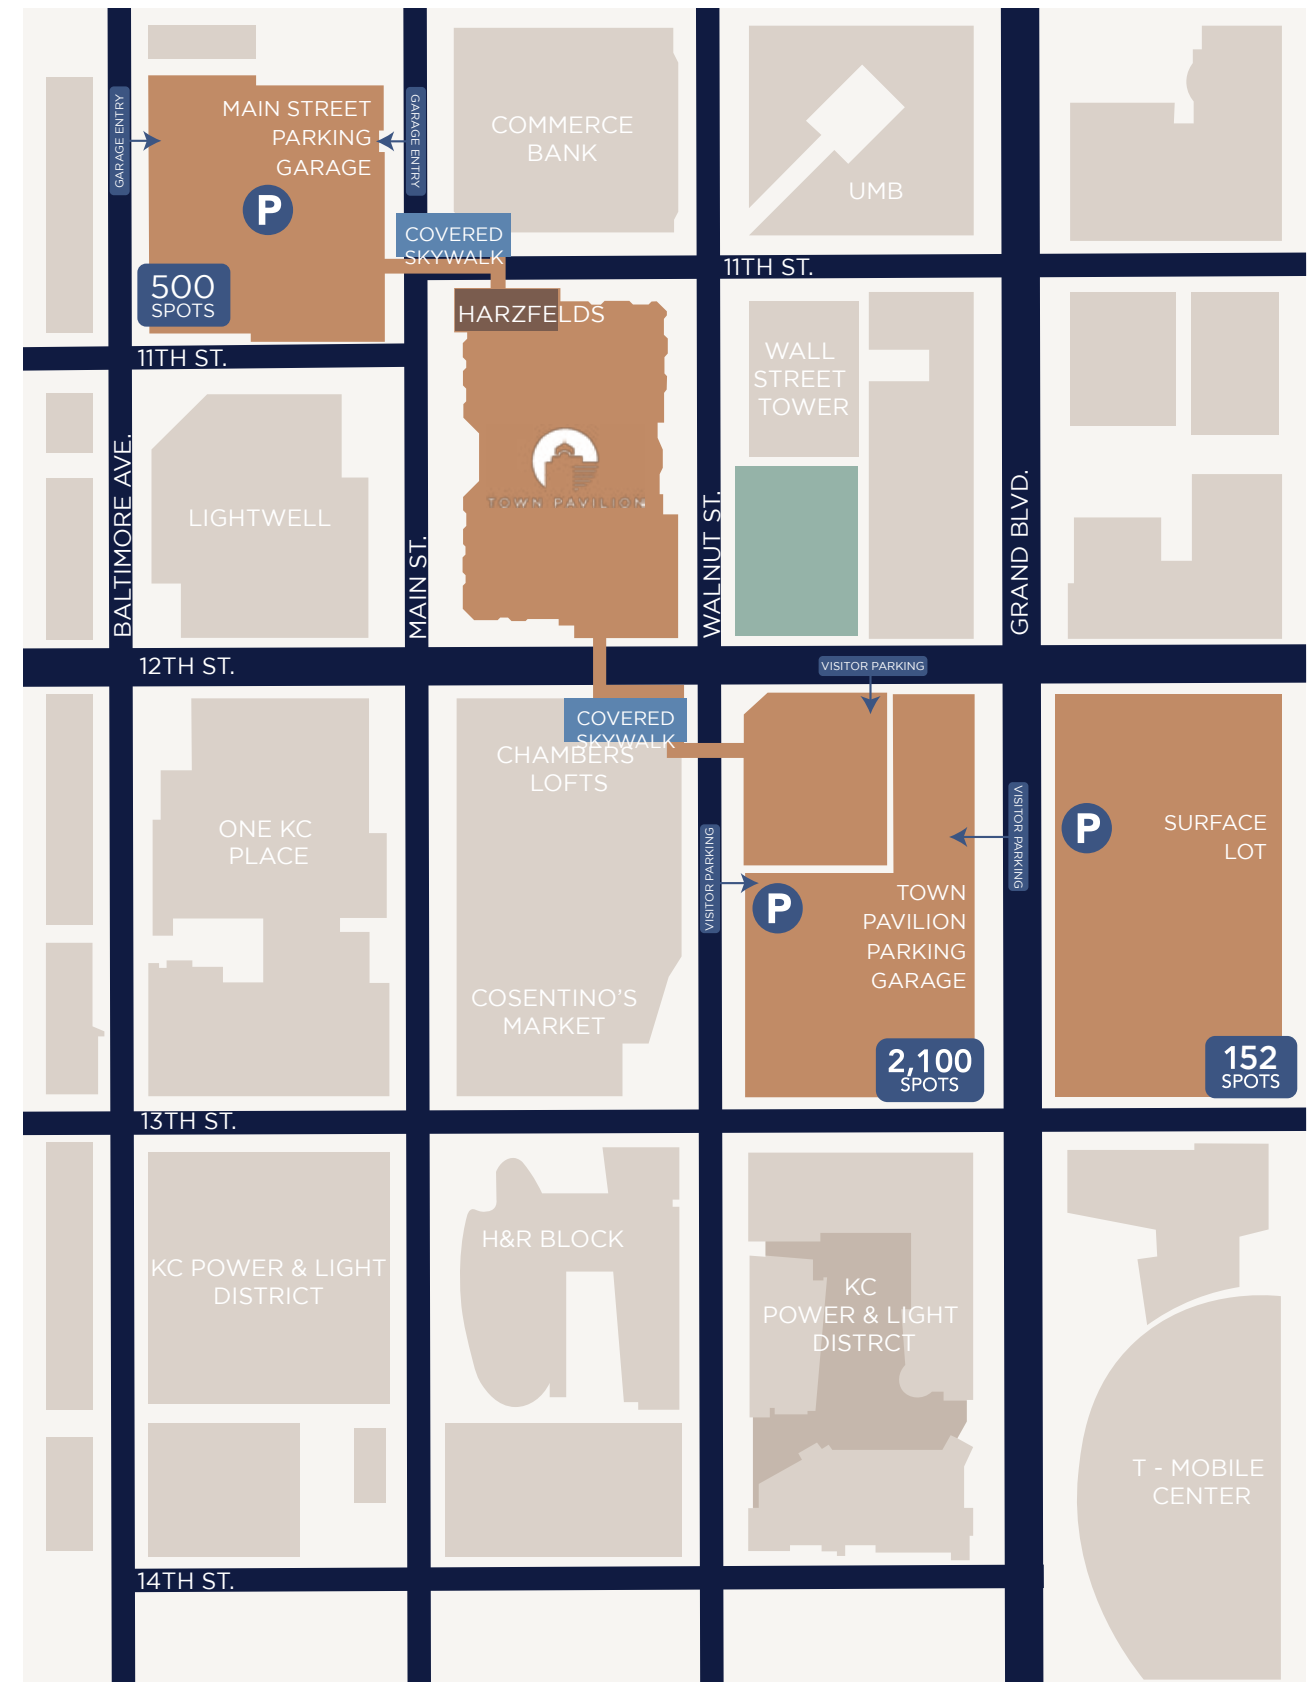 GARAGE ENTRY
MAIN STREET
PARKING
GARAGE
P
500
SPOTS
GARAGE ENTRY
COMMERCE
BANK
UMB
COVERED
SKYWALK
11TH ST.
HARZFELDS
11TH ST.
WALL
STREET
TOWER
LIGHTWELL
TOWN PAVILION
BALTIMORE AVE.
MAIN ST.
WALNUT ST.
GRAND BLVD.
12TH ST.
VISITOR PARKING
COVERED
SKYWALK
CHAMBERS
LOFTS
ONE KC
PLACE
VISITOR PARKING
VISITOR PARKING
P
SURFACE
LOT
P
TOWN
PAVILION
PARKING
GARAGE
COSENTINO'S
MARKET
2,100
SPOTS
152
SPOTS
13TH ST.
KC POWER & LIGHT
DISTRICT
H&R BLOCK
KC
POWER & LIGHT
DISTRCT
T - MOBILE
CENTER
14TH ST.